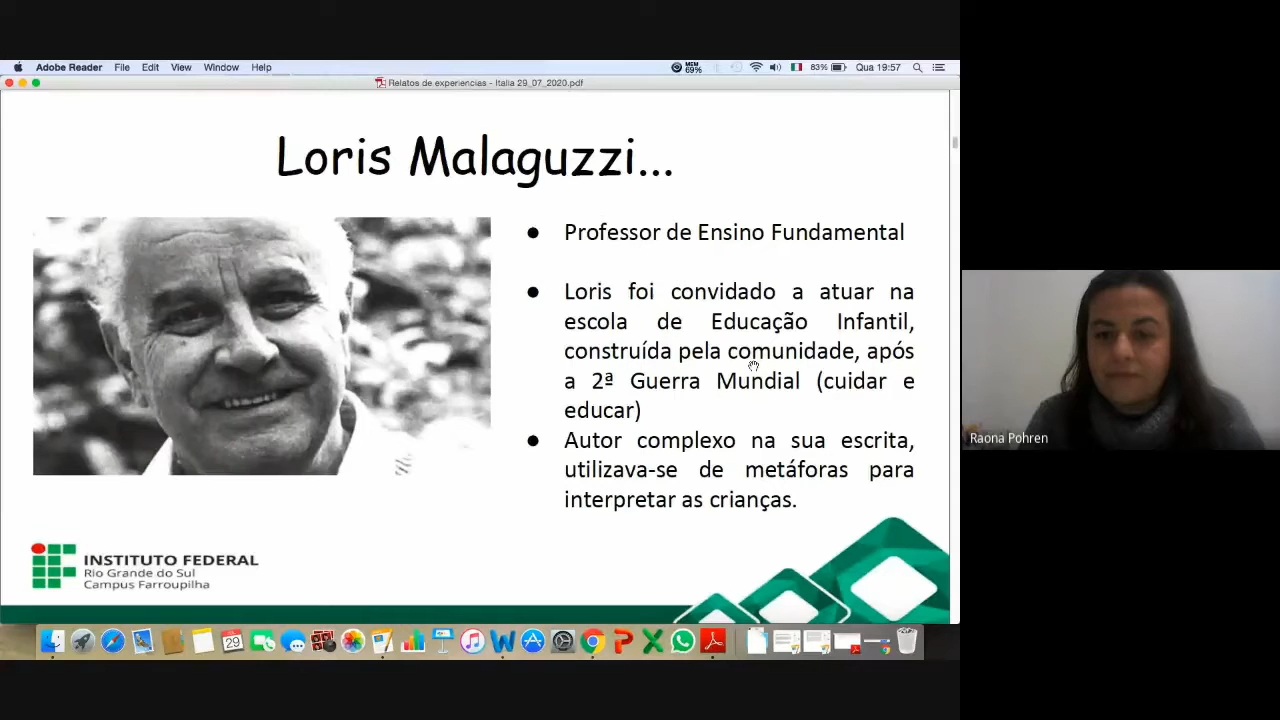 Adobe Reader File Edit View Window Help MEM 69% 83% Qua 19:57
Relatos de experiencias - Italia 29_07_2020.pdf
Loris Malaguzzi...
● Professor de Ensino Fundamental
● Loris foi convidado a atuar na
escola de Educação Infantil,
construída pela comunidade, após
a 2ª Guerra Mundial (cuidar e
educar)
● Autor complexo na sua escrita,
utilizava-se de metáforas para
interpretar as crianças.
Raona Pohren
INSTITUTO FEDERAL
Rio Grande do Sul
Campus Farroupilha
29